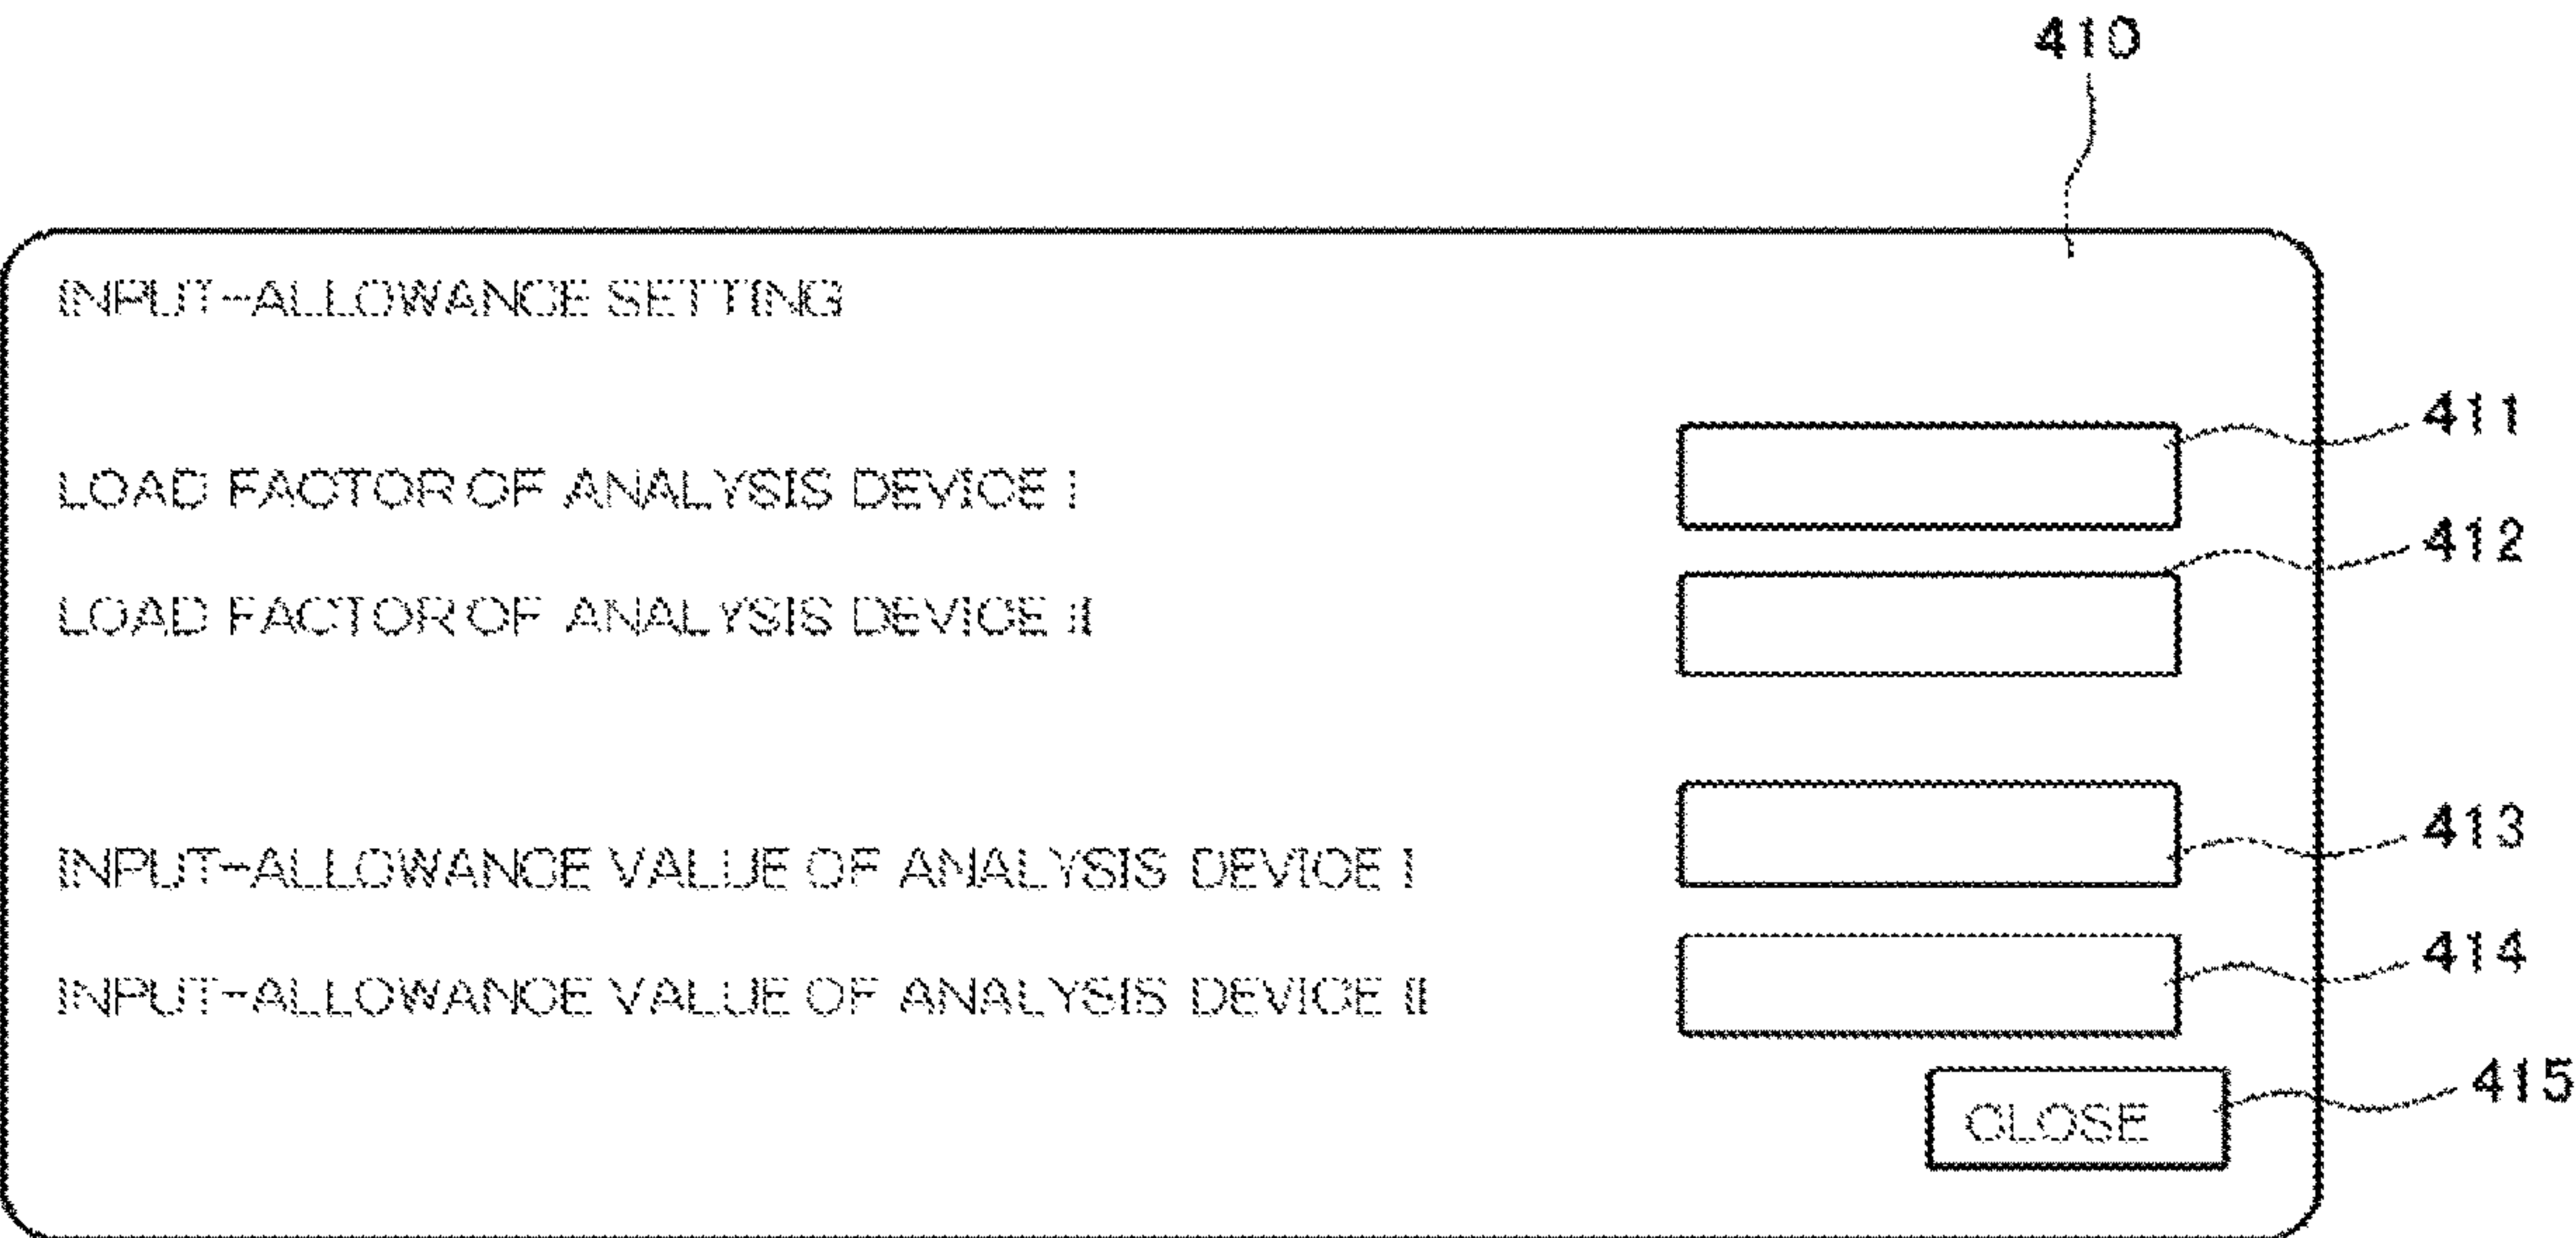 410
INPUT-ALLOWANCE SETTING
411
LOAD FACTOR OF ANALYSIS DEVICE I
412
LOAD FACTOR OF ANALYSIS DEVICE II
413
INPUT-ALLOWANCE VALUE OF ANALYSIS DEVICE I
414
INPUT-ALLOWANCE VALUE OF ANALYSIS DEVICE II
415
CLOSE